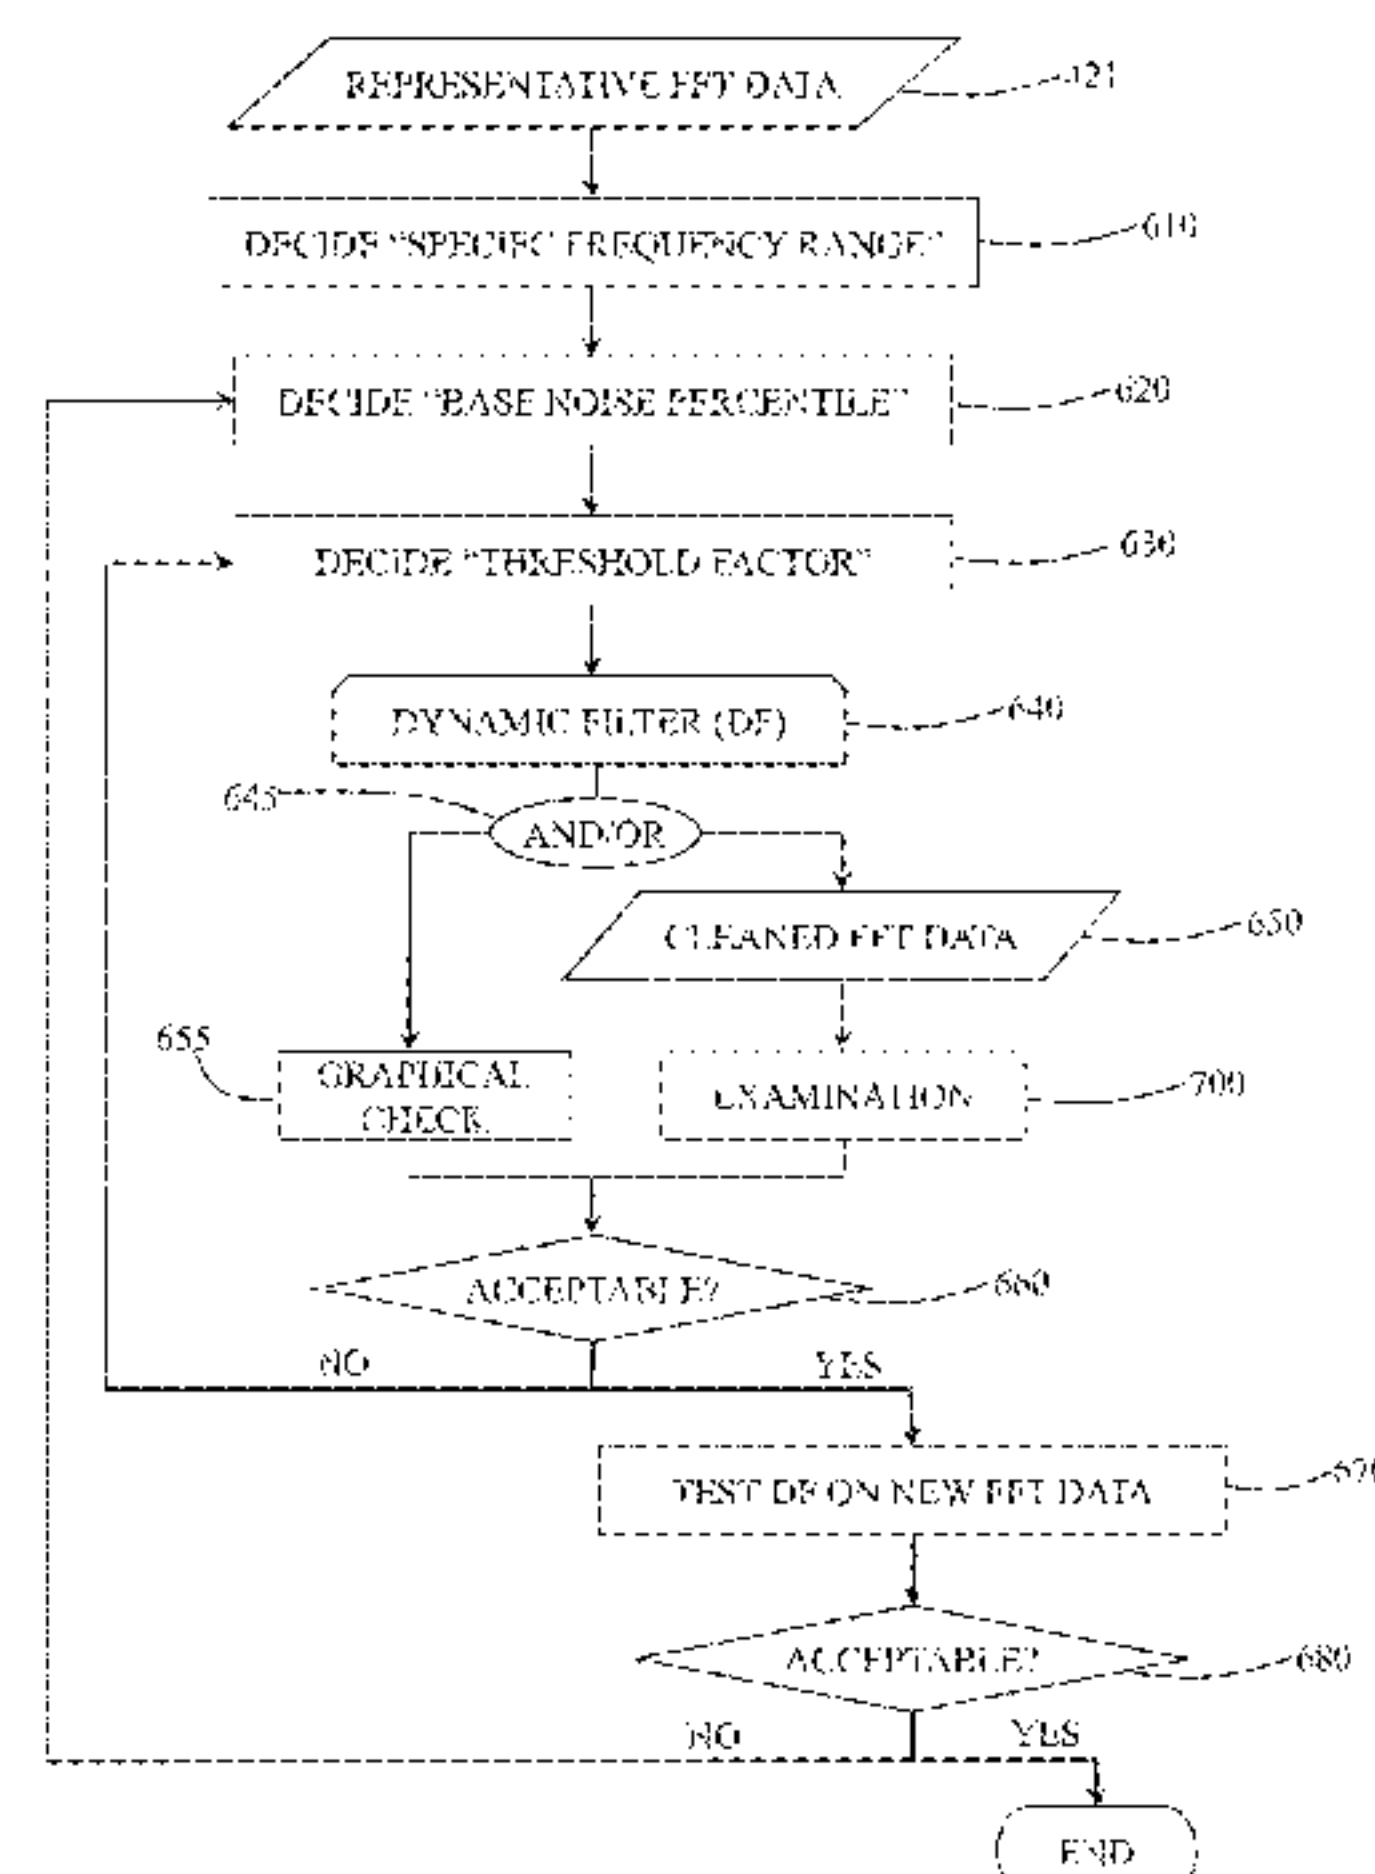 REPRESENTATIVE FFT DATA
121
DECIDE "SPECIFIC FREQUENCY RANGE"
610
DECIDE "BASE NOISE PERCENTILE"
620
DECIDE "THRESHOLD FACTOR"
630
DYNAMIC FILTER (DF)
640
645
AND/OR
CLEANED FFT DATA
650
655
GRAPHICAL
CHECK
EXAMINATION
700
ACCEPTABLE?
660
NO
YES
TEST DF ON NEW FFT DATA
670
ACCEPTABLE?
680
NO
YES
END